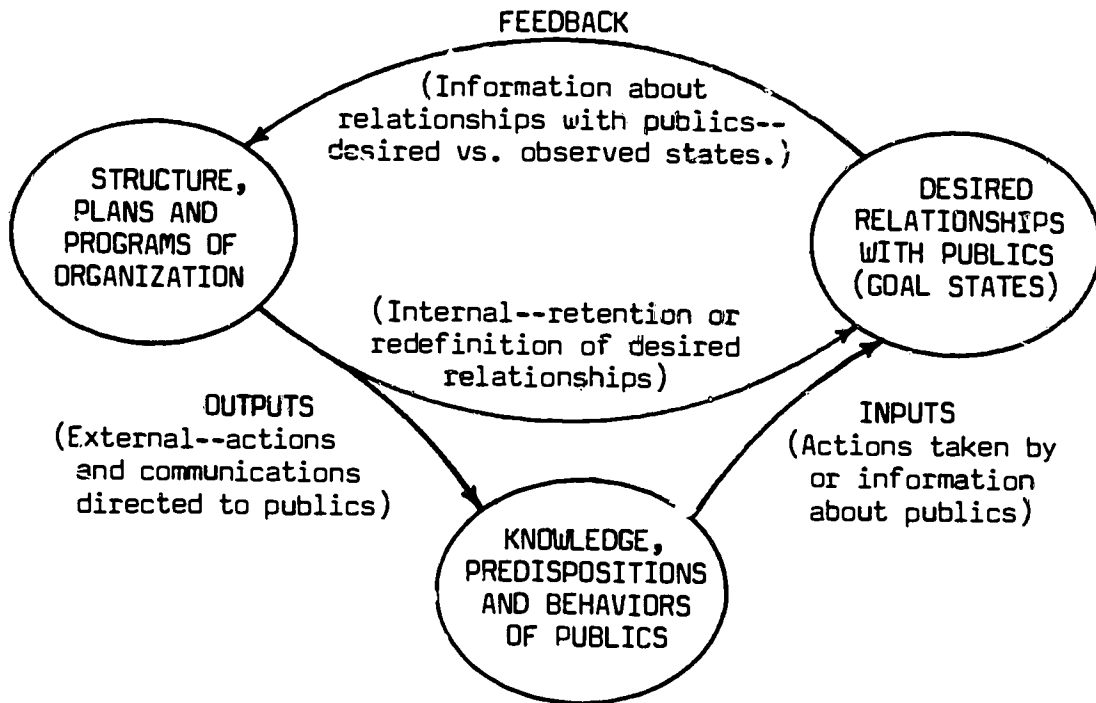 FEEDBACK
(Information about
relationships with publics--
desired vs. observed states.)
STRUCTURE,
PLANS AND
PROGRAMS OF
ORGANIZATION
DESIRED
RELATIONSHIPS
WITH PUBLICS
(GOAL STATES)
(Internal--retention or
redefinition of desired
relationships)
OUTPUTS
(External--actions
and communications
directed to publics)
INPUTS
(Actions taken by
or information
about publics)
KNOWLEDGE,
PREDISPOSITIONS
AND BEHAVIORS
OF PUBLICS